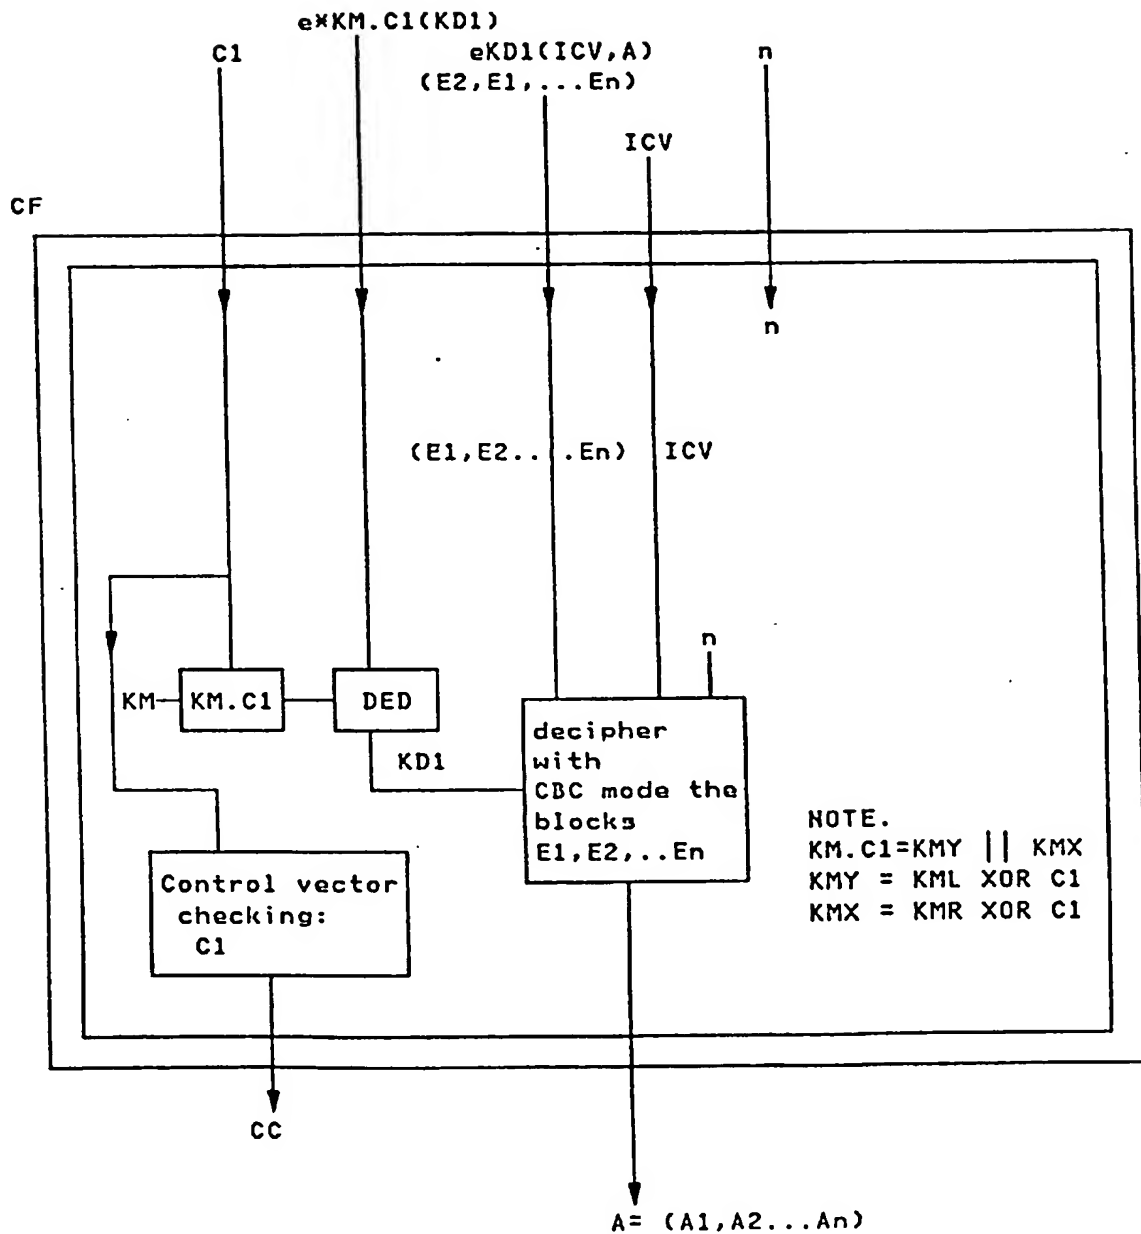 e*KM.C1(KD1)
C1
eKD1(ICV,A)
n
(E2,E1,...En)
ICV
CF
n
(E1,E2....En)
ICV
n
KM
KM.C1
DED
KD1
decipher
with
CBC mode the
blocks
E1,E2,..En
NOTE.
KM.C1=KMY || KMX
KMY = KML XOR C1
KMX = KMR XOR C1
Control vector
checking:
C1
CC
A= (A1,A2...An)